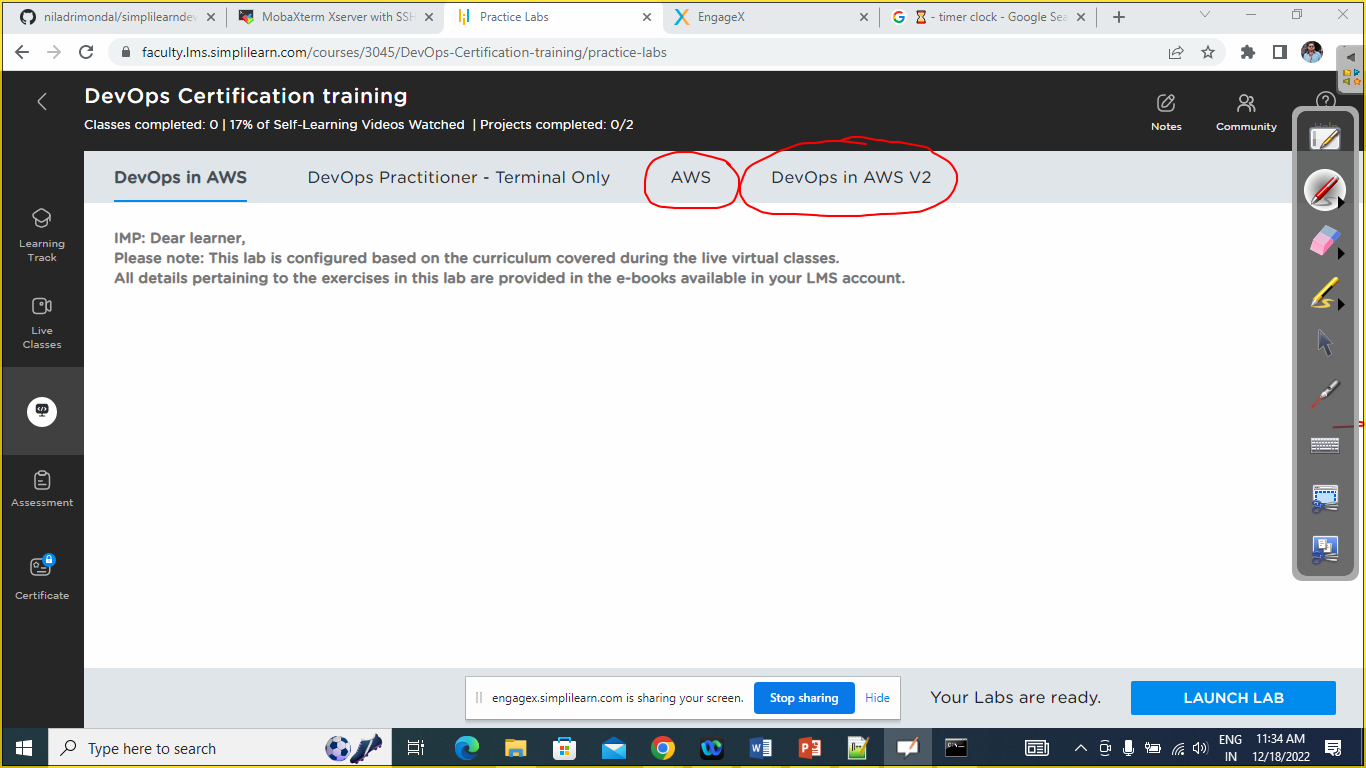 niladrimondal/simplilearndev
MobaXterm Xserver with SSH
Practice Labs
EngageX
- timer clock - Google Sea
faculty.lms.simplilearn.com/courses/3045/DevOps-Certification-training/practice-labs
DevOps Certification training
Classes completed: 0 | 17% of Self-Learning Videos Watched | Projects completed: 0/2
Notes
Community
DevOps in AWS
DevOps Practitioner - Terminal Only
AWS
DevOps in AWS V2
IMP: Dear learner,
Please note: This lab is configured based on the curriculum covered during the live virtual classes.
All details pertaining to the exercises in this lab are provided in the e-books available in your LMS account.
Learning
Track
Live
Classes
Assessment
Certificate
engagex.simplilearn.com is sharing your screen.
Stop sharing
Hide
Your Labs are ready.
LAUNCH LAB
Type here to search
ENG
IN
11:34 AM
12/18/2022